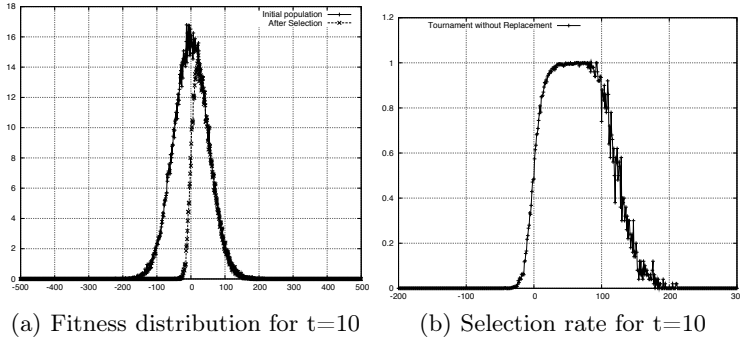 18
16
14
12
10
8
6
4
2
0
-500 -400 -300 -200 -100 0 100 200 300 400 500
Initial population
After Selection
(a) Fitness distribution for t=10
1.2
1
0.8
0.6
0.4
0.2
0
-200 -100 0 100 200 30
Tournament without Replacement
(b) Selection rate for t=10